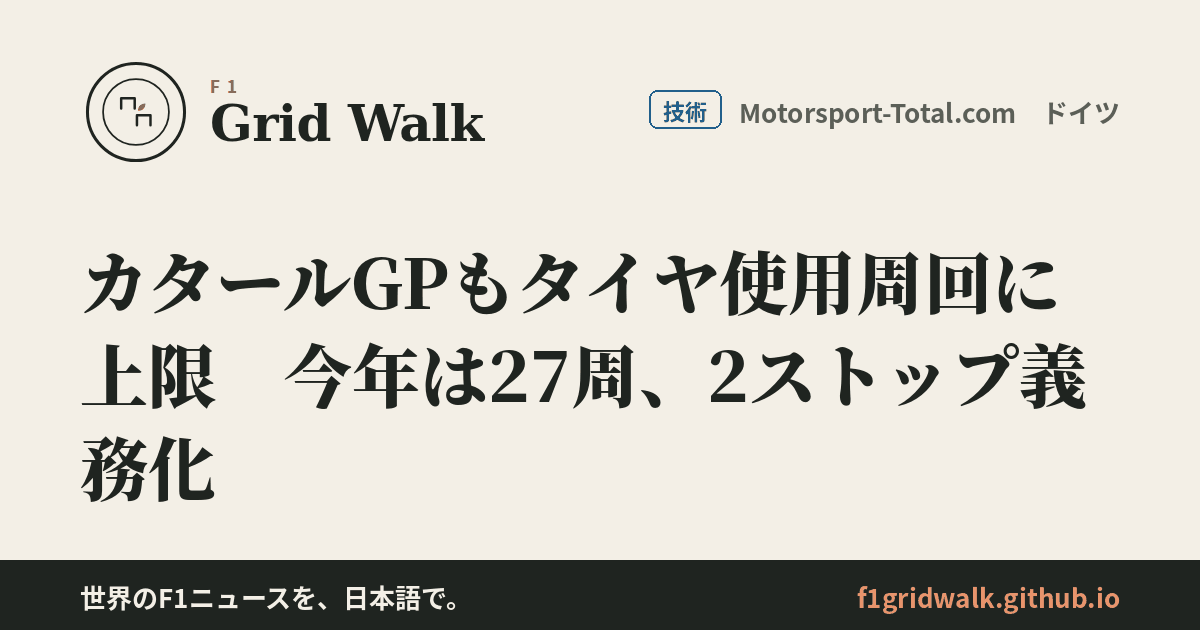 F1
Grid Walk
技術 Motorsport-Total.com ドイツ
カタールGPもタイヤ使用周回に
上限　今年は27周、2ストップ義
務化
世界のF1ニュースを、日本語で。
f1gridwalk.github.io